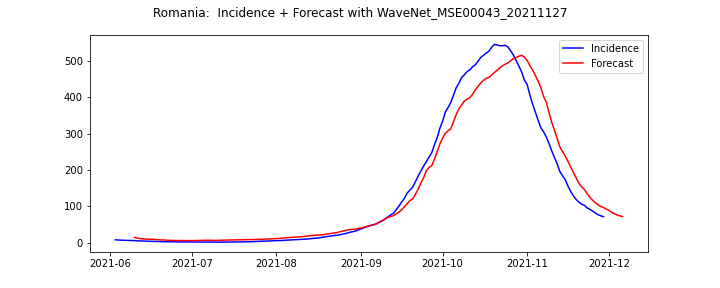 Romania:  Incidence + Forecast with WaveNet_MSE00043_20211127
Incidence
Forecast
500
400
300
200
100
0
2021-06 2021-07 2021-08 2021-09 2021-10 2021-11 2021-12